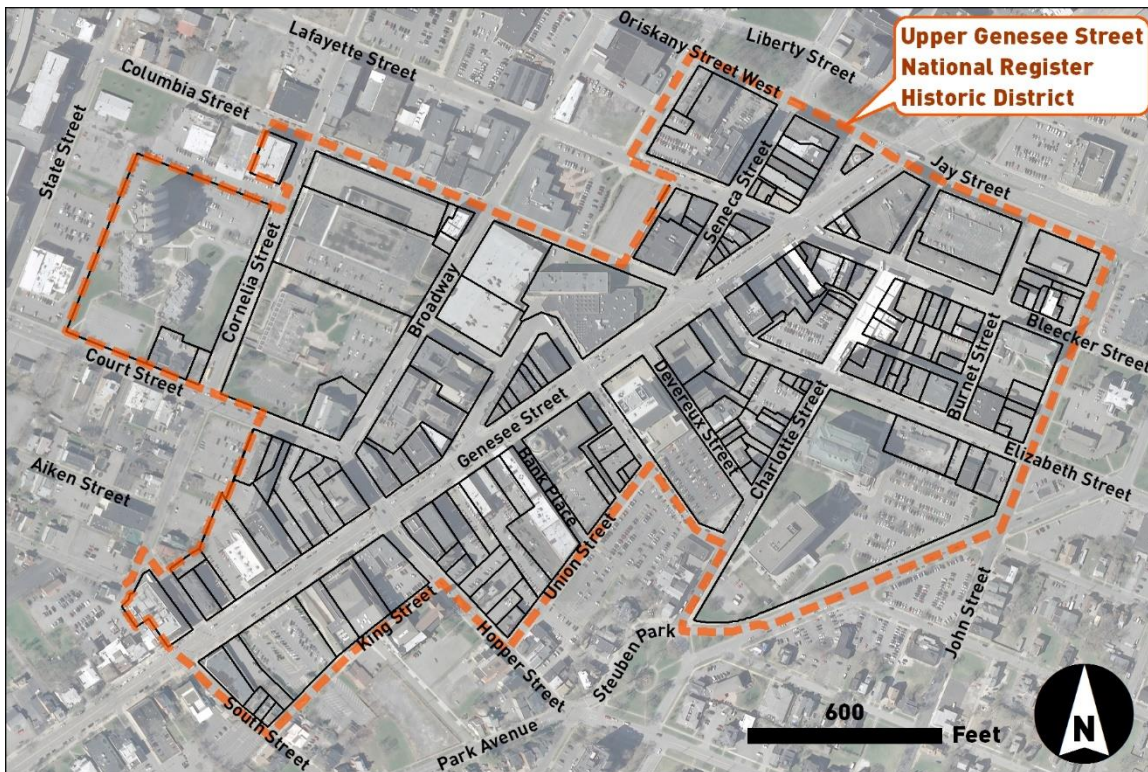 Upper Genesee Street
National Register
Historic District
Oriskany Street West
Liberty Street
Lafayette Street
Columbia Street
State Street
Jay Street
Seneca Street
Cornelia Street
Broadway
Bleecker Street
Burnet Street
Court Street
Devereux Street
Genesee Street
Charlotte Street
Elizabeth Street
Bank Place
Aiken Street
Union Street
King Street
Hopper Street
Steuben Park
John Street
South Street
Park Avenue
600
Feet
N